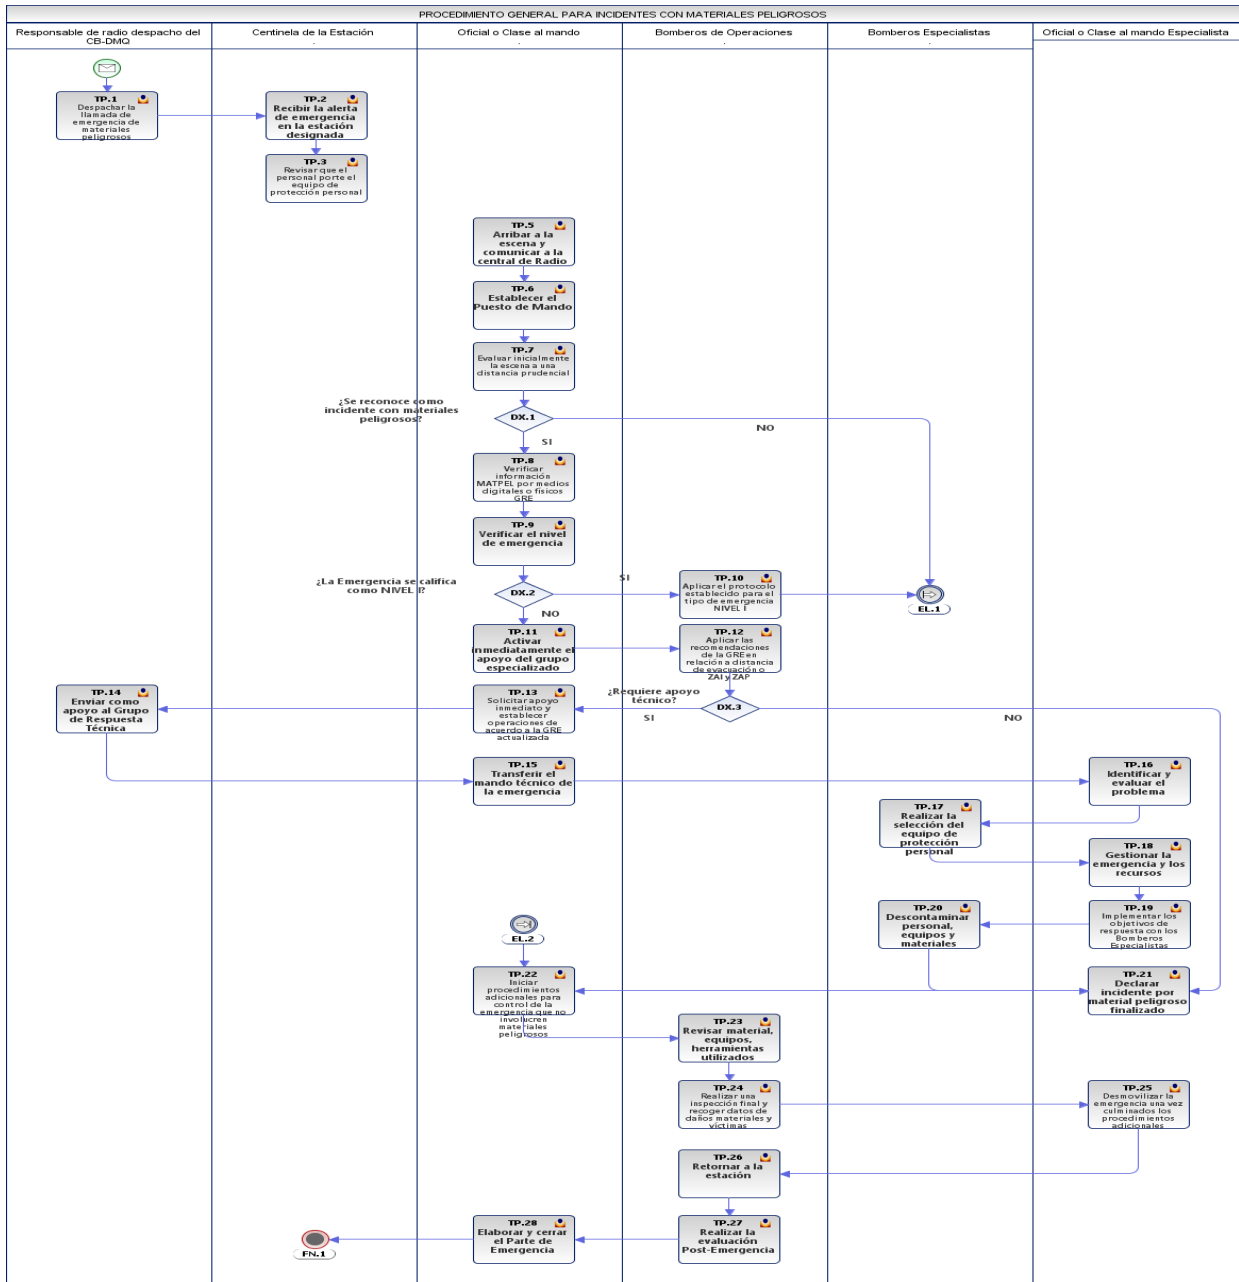 PROCEDIMIENTO GENERAL PARA INCIDENTES CON MATERIALES PELIGROSOS
Responsable de radio despacho del
CB-DMQ
Centinela de la Estación
.
Oficial o Clase al mando
.
Bomberos de Operaciones
.
Bomberos Especialistas
.
Oficial o Clase al mando Especialista
TP.1
Despachar la
llamada de
emergencia de
materiales
peligrosos
TP.2
Recibir la alerta
de emergencia
en la estación
designada
TP.3
Revisar que el
personal porte el
equipo de
protección personal
TP.5
Arribar a la
escena y
comunicar a la
central de Radio
TP.6
Establecer el
Puesto de Mando
TP.7
Evaluar inicialmente
la escena a una
distancia prudencial
¿Se reconoce como
incidente con materiales
peligrosos?
DX.1
NO
SI
TP.8
Verificar
información
MATPEL por medios
digitales o físicos
GRE
TP.9
Verificar el nivel
de emergencia
¿La Emergencia se califica
como NIVEL I?
DX.2
SI
NO
TP.10
Aplicar el protocolo
establecido para el
tipo de emergencia
NIVEL I
EL.1
TP.11
Activar
inmediatamente el
apoyo del grupo
especializado
TP.12
Aplicar las
recomendaciones
de la GRE en
relación a distancia
de evacuación o
ZAI y ZAP
TP.14
Enviar como
apoyo al Grupo
de Respuesta
Técnica
TP.13
Solicitar apoyo
inmediato y
establecer
operaciones de
acuerdo a la GRE
actualizada
¿Requiere apoyo
técnico?
DX.3
SI
NO
TP.15
Transferir el
mando técnico de
la emergencia
TP.16
Identificar y
evaluar el
problema
TP.17
Realizar la
selección del
equipo de
protección
personal
TP.18
Gestionar la
emergencia y los
recursos
TP.19
Implementar los
objetivos de
respuesta con los
Bomberos
Especialistas
TP.20
Descontaminar
personal,
equipos y
materiales
EL.2
TP.22
Iniciar
procedimientos
adicionales para
control de la
emergencia que no
involucren
materiales
peligrosos
TP.21
Declarar
incidente por
material peligroso
finalizado
TP.23
Revisar material,
equipos,
herramientas
utilizados
TP.24
Realizar una
inspección final y
recoger datos de
daños materiales y
víctimas
TP.25
Desmovilizar la
emergencia una vez
culminados los
procedimientos
adicionales
TP.26
Retornar a la
estación
TP.27
Realizar la
evaluación
Post-Emergencia
TP.28
Elaborar y cerrar
el Parte de
Emergencia
FN.1